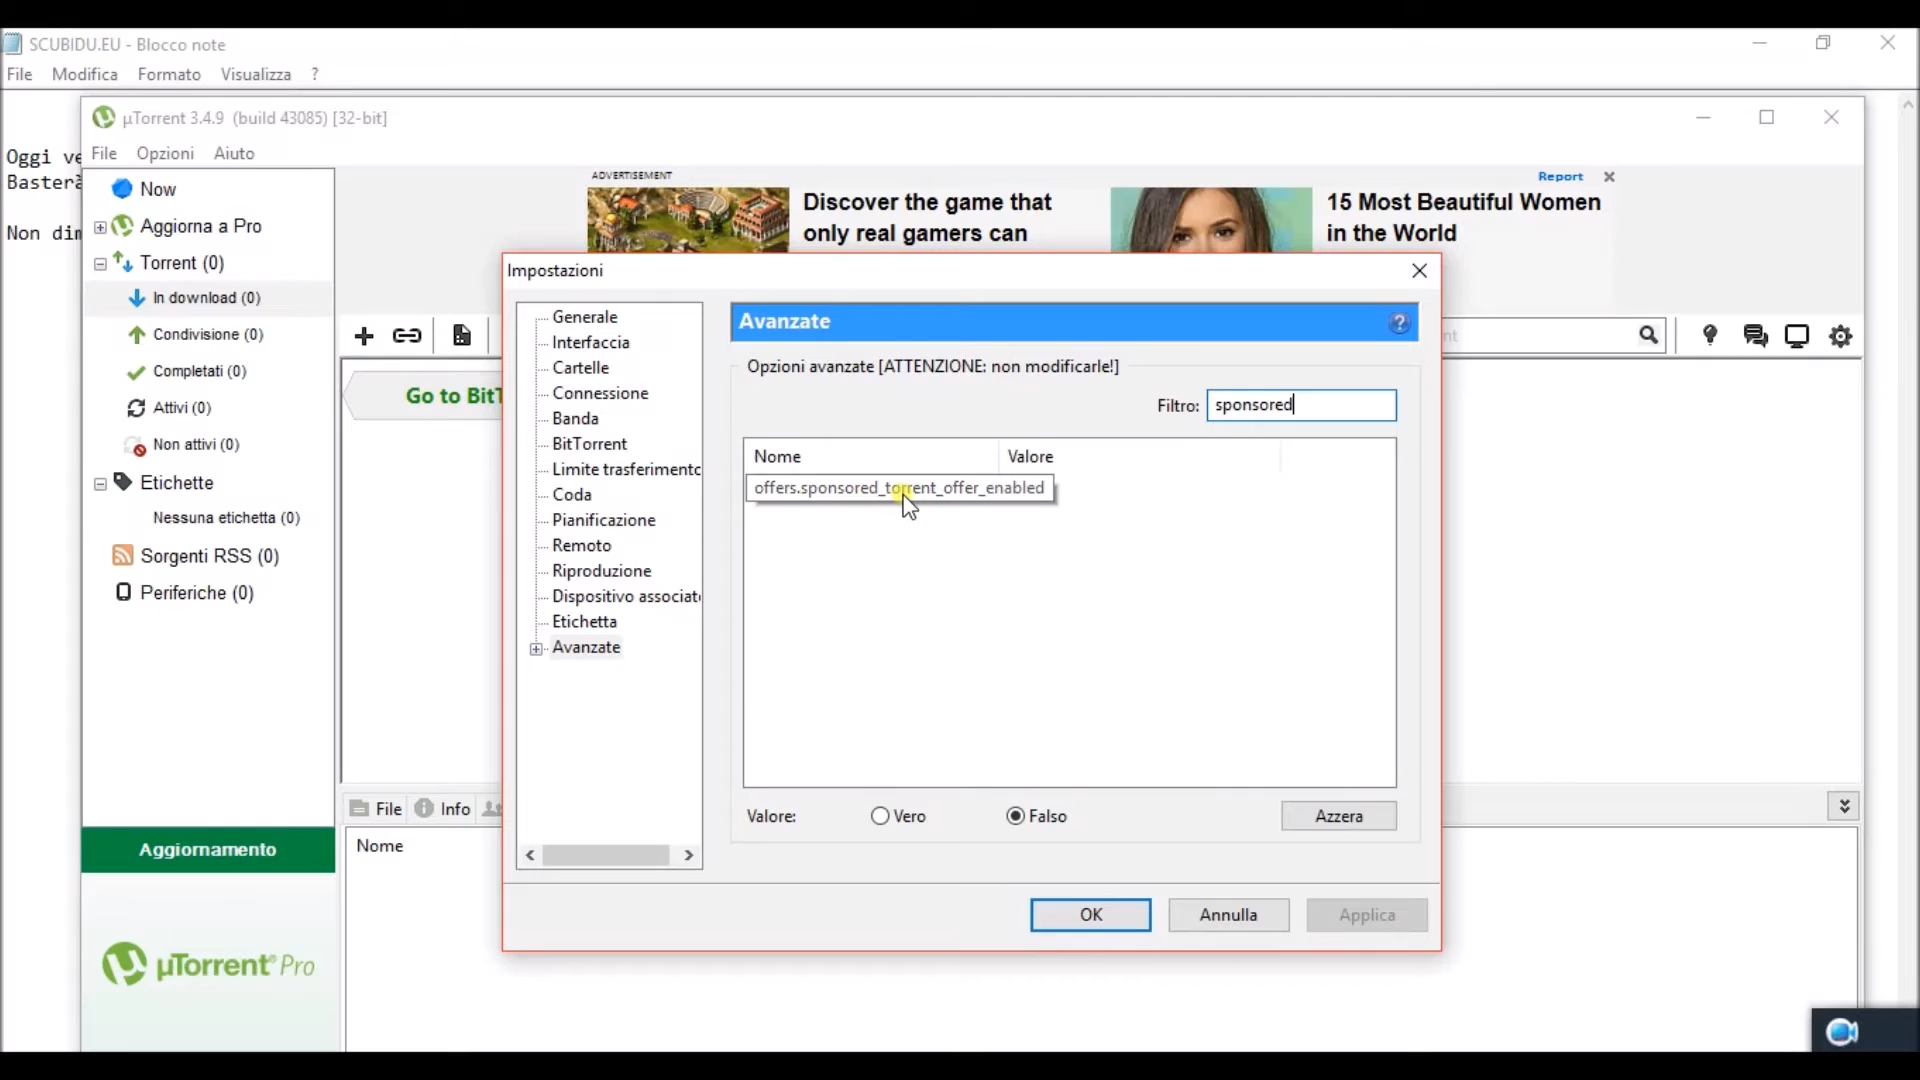 SCUBIDU.EU - Blocco note
File Modifica Formato Visualizza ?
µTorrent 3.4.9 (build 43085) [32-bit]
File Opzioni Aiuto
Oggi
Basterà
Non
Now
Aggiorna a Pro
Torrent (0)
In download (0)
Condivisione (0)
Completati (0)
Attivi (0)
Non attivi (0)
Etichette
Nessuna etichetta (0)
Sorgenti RSS (0)
Periferiche (0)
Aggiornamento
µTorrent® Pro
ADVERTISEMENT
Report
Discover the game that
only real gamers can
15 Most Beautiful Women
in the World
Go to
File Info
Nome
Impostazioni
Generale
Interfaccia
Cartelle
Connessione
Banda
BitTorrent
Limite trasferimento
Coda
Pianificazione
Remoto
Riproduzione
Dispositivo
Etichetta
Avanzate
Avanzate
?
Opzioni avanzate [ATTENZIONE: non modificarle!]
Filtro: sponsored
Nome Valore
offers.sponsored_torrent_offer_enabled
Valore: Vero Falso Azzera
OK Annulla Applica